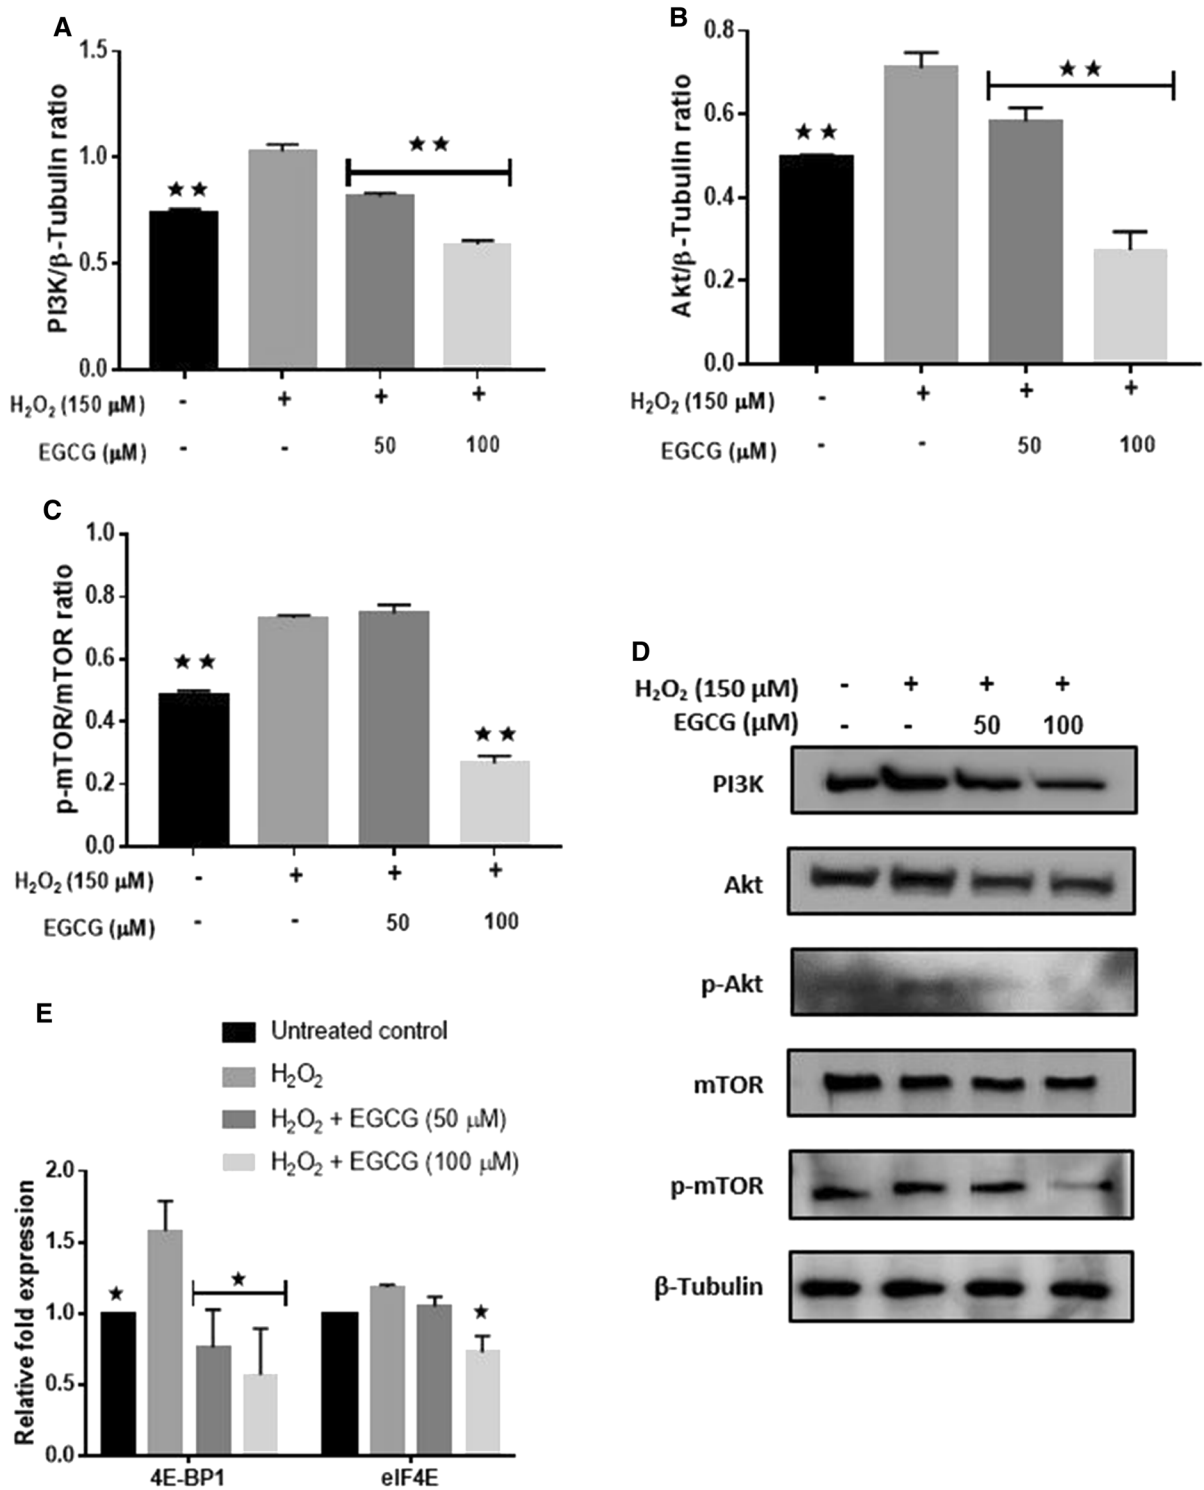 A
PI3K/β-Tubulin ratio
1.5
1.0
0.5
0.0
★★
★★
H₂O₂ (150 μM) - + + +
EGCG (μM) - - 50 100
B
Akt/β-Tubulin ratio
0.8
0.6
0.4
0.2
0.0
★★
★★
H₂O₂ (150 μM) - + + +
EGCG (μM) - - 50 100
C
p-mTOR/mTOR ratio
1.0
0.8
0.6
0.4
0.2
0.0
★★
★★
H₂O₂ (150 μM) - + + +
EGCG (μM) - - 50 100
D
H₂O₂ (150 μM) - + + +
EGCG (μM) - - 50 100
PI3K
Akt
p-Akt
mTOR
p-mTOR
β-Tubulin
E
Untreated control
H₂O₂
H₂O₂ + EGCG (50 μM)
H₂O₂ + EGCG (100 μM)
Relative fold expression
2.0
1.5
1.0
0.5
0.0
★
★
★
4E-BP1 eIF4E